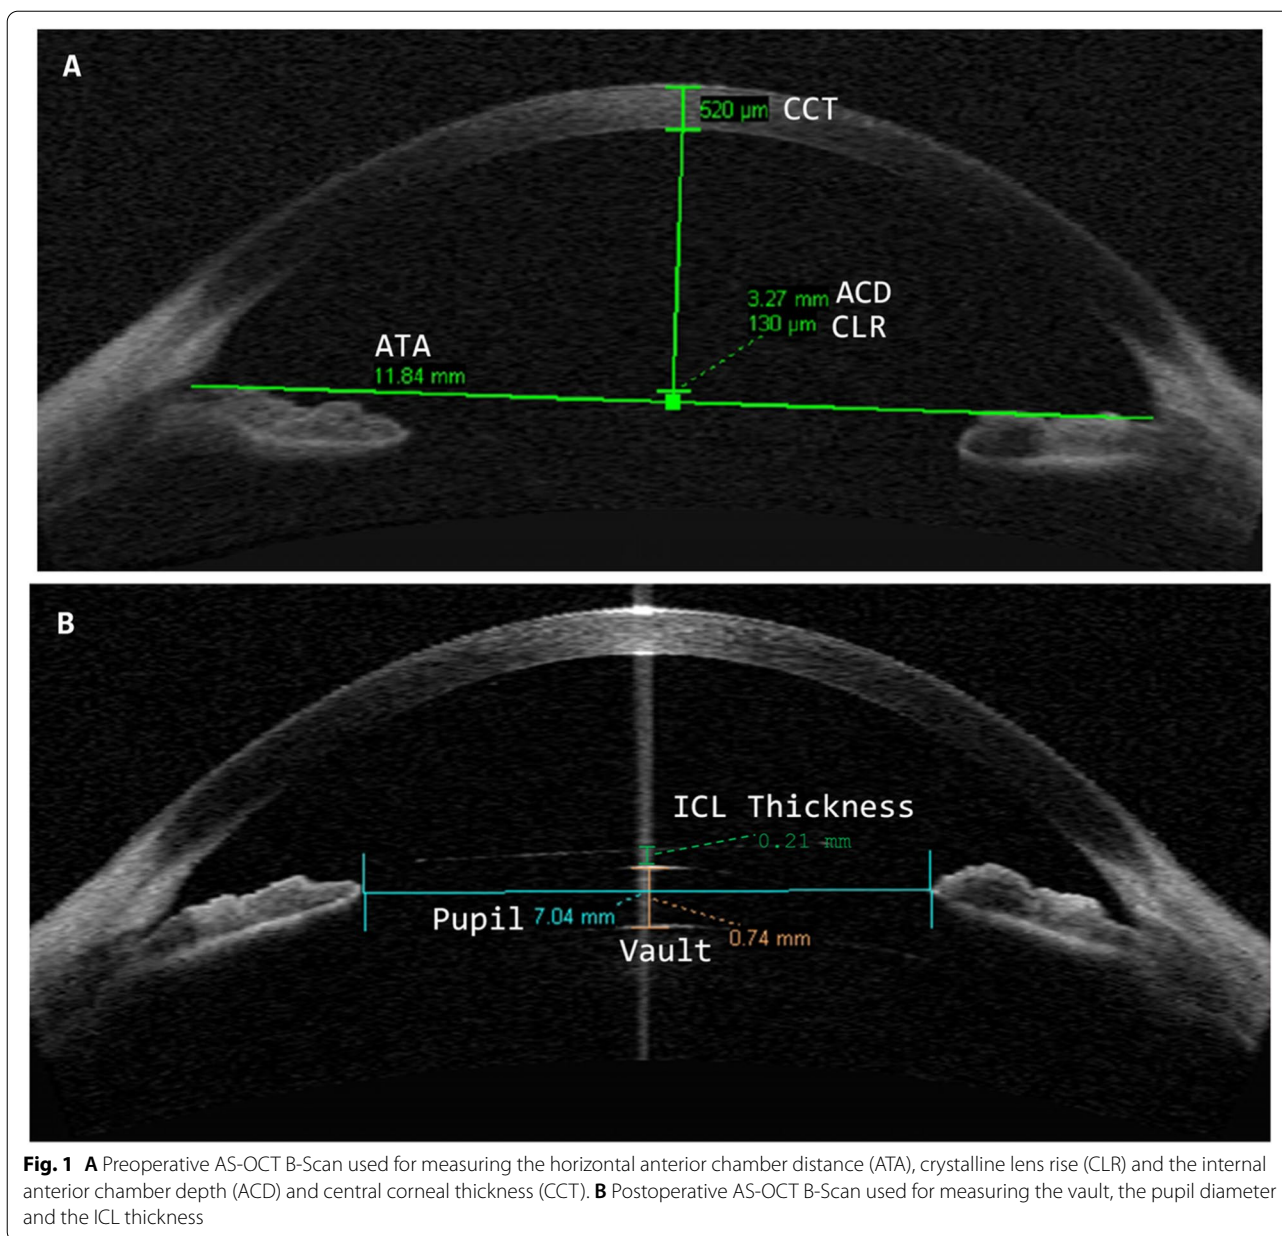 A
520 µm CCT
3.27 mm ACD
130 µm CLR
ATA
11.84 mm
B
ICL Thickness
0.21 mm
Pupil 7.04 mm
0.74 mm
Vault
Fig. 1 A Preoperative AS-OCT B-Scan used for measuring the horizontal anterior chamber distance (ATA), crystalline lens rise (CLR) and the internal
anterior chamber depth (ACD) and central corneal thickness (CCT). B Postoperative AS-OCT B-Scan used for measuring the vault, the pupil diameter
and the ICL thickness